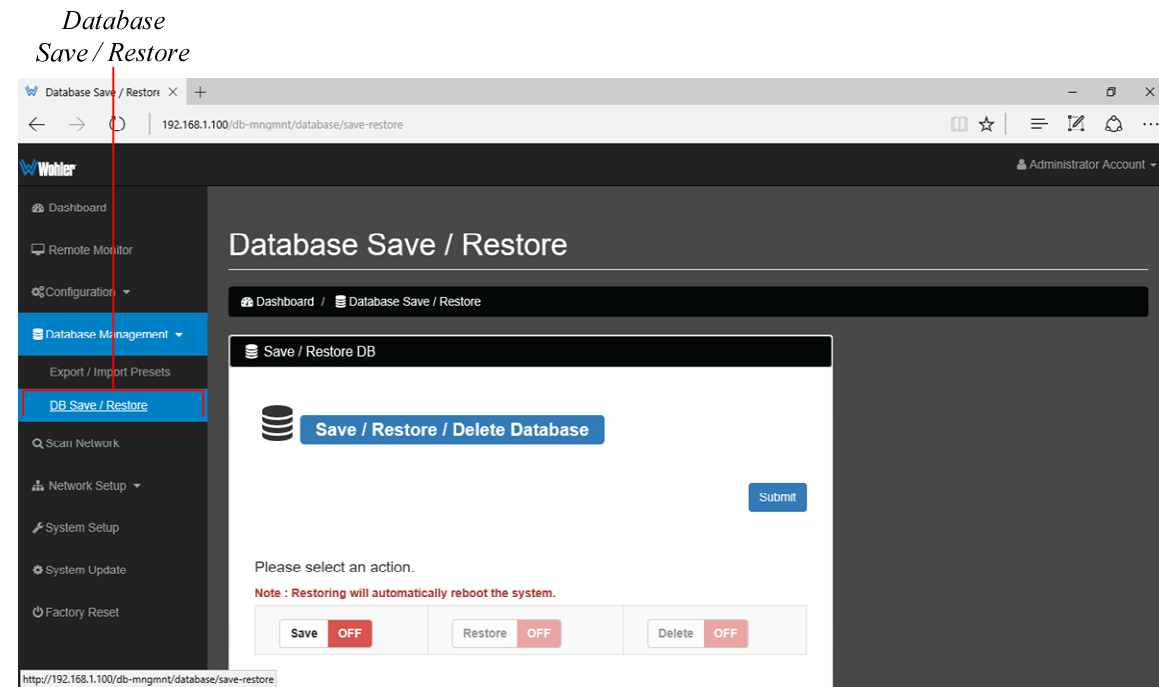 Database
Save / Restore
Database Save / Restore
192.168.1.100/db-mngmnt/database/save-restore
Wohler
Administrator Account
Dashboard
Remote Monitor
Configuration
Database Management
Export / Import Presets
DB Save / Restore
Scan Network
Network Setup
System Setup
System Update
Factory Reset
Database Save / Restore
Dashboard / Database Save / Restore
Save / Restore DB
Save / Restore / Delete Database
Submit
Please select an action.
Note : Restoring will automatically reboot the system.
Save OFF Restore OFF Delete OFF
http://192.168.1.100/db-mngmnt/database/save-restore